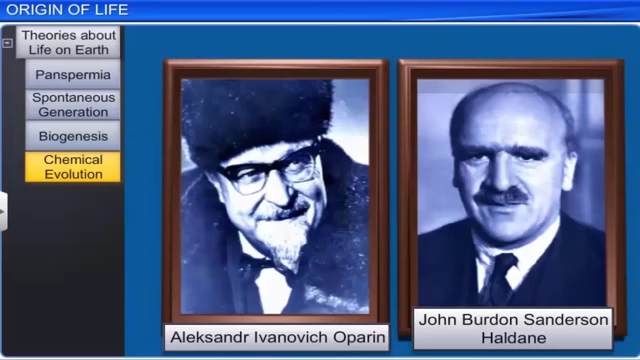 ORIGIN OF LIFE
Theories about
Life on Earth
Panspermia
Spontaneous
Generation
Biogenesis
Chemical
Evolution
Aleksandr Ivanovich Oparin
John Burdon Sanderson
Haldane